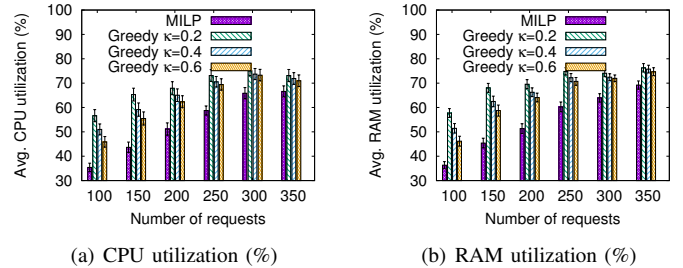 MILP
Greedy κ=0.2
Greedy κ=0.4
Greedy κ=0.6
Avg. CPU utilization (%)
100
90
80
70
60
50
40
30
100 150 200 250 300 350
Number of requests
(a) CPU utilization (%)
MILP
Greedy κ=0.2
Greedy κ=0.4
Greedy κ=0.6
Avg. RAM utilization (%)
100
90
80
70
60
50
40
30
100 150 200 250 300 350
Number of requests
(b) RAM utilization (%)